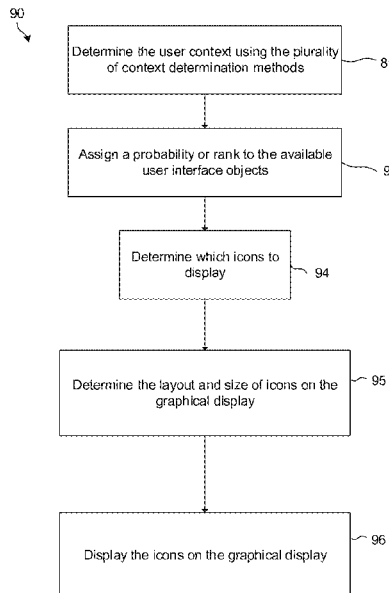 90
Determine the user context using the plurality
of context determination methods
8
Assign a probability or rank to the available
user interface objects
9
Determine which icons to
display
94
Determine the layout and size of icons on the
graphical display
95
Display the icons on the graphical display
96